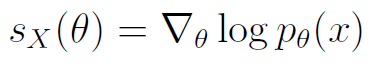 s_X(θ) = ∇_θ log p_θ(x)